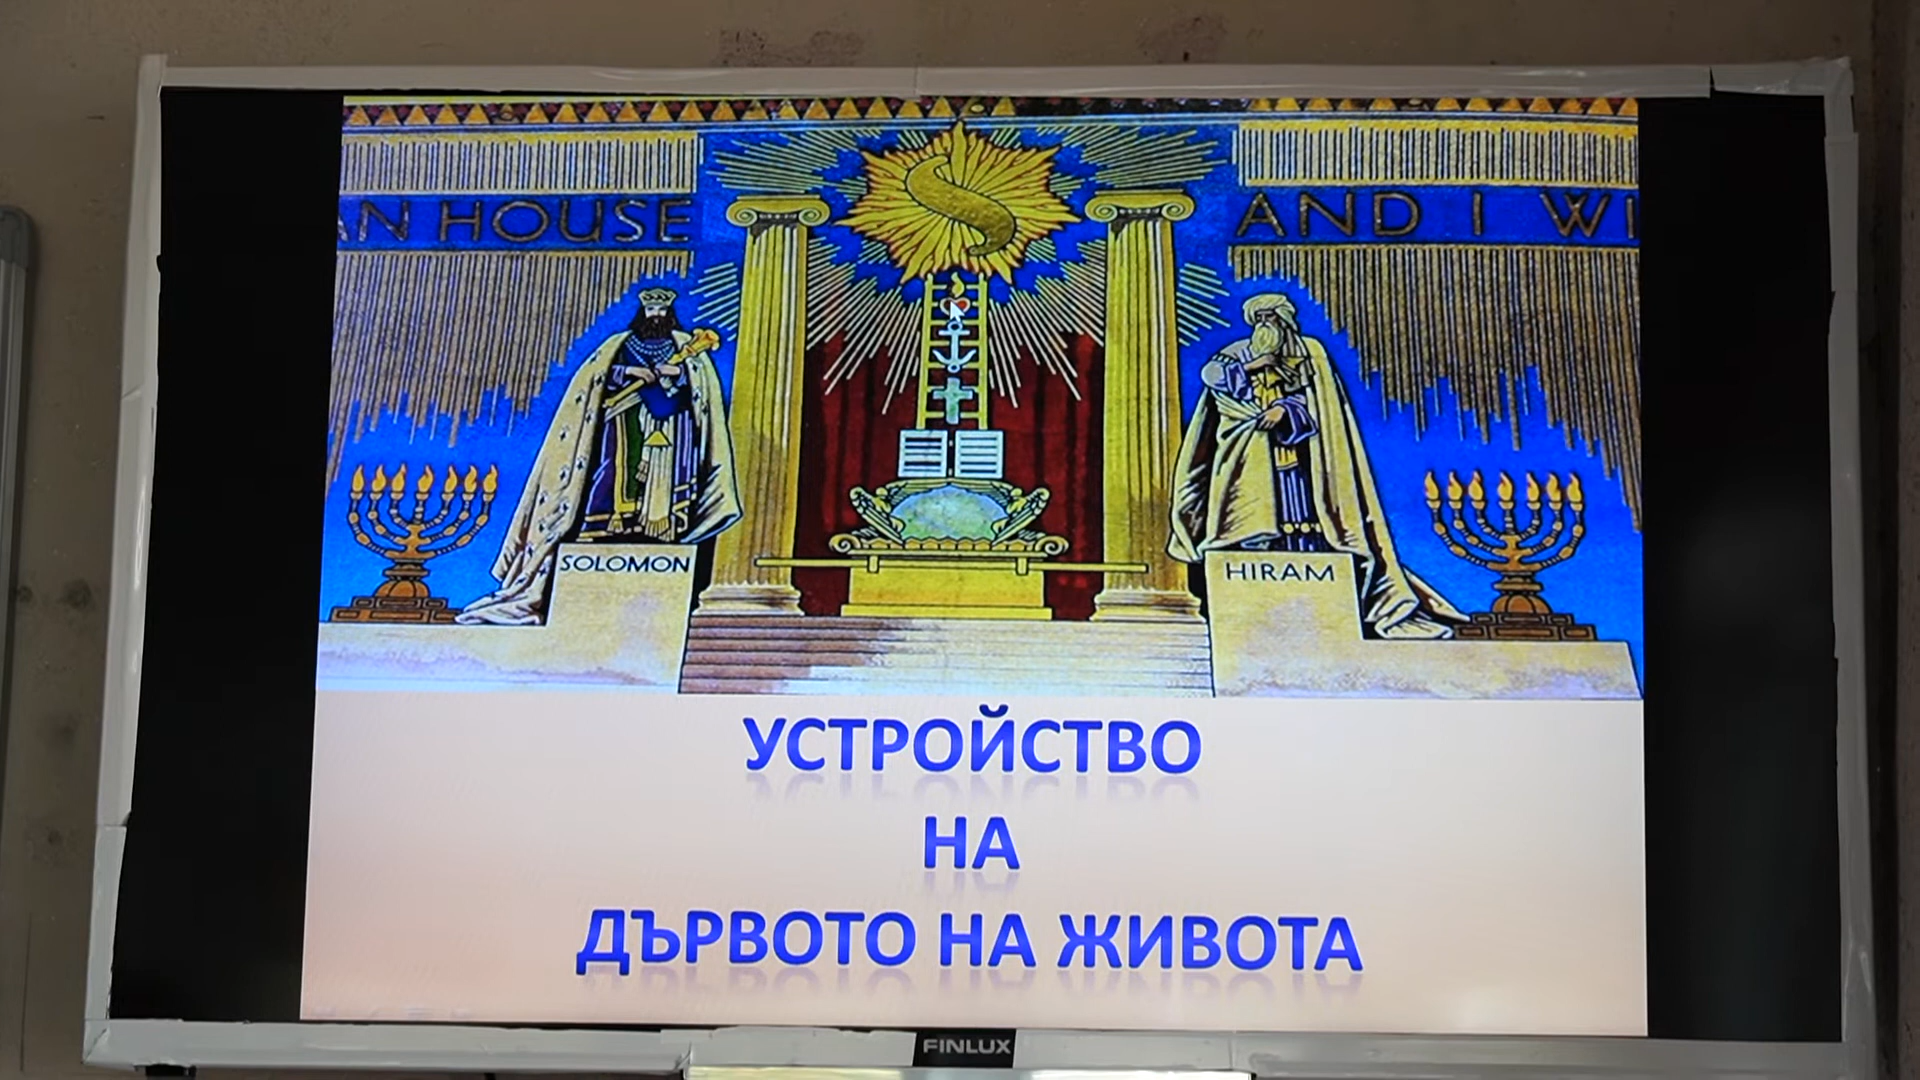 AN HOUSE
AND I WI
SOLOMON
HIRAM
УСТРОЙСТВО
НА
ДЪРВОТО НА ЖИВОТА
FINLUX